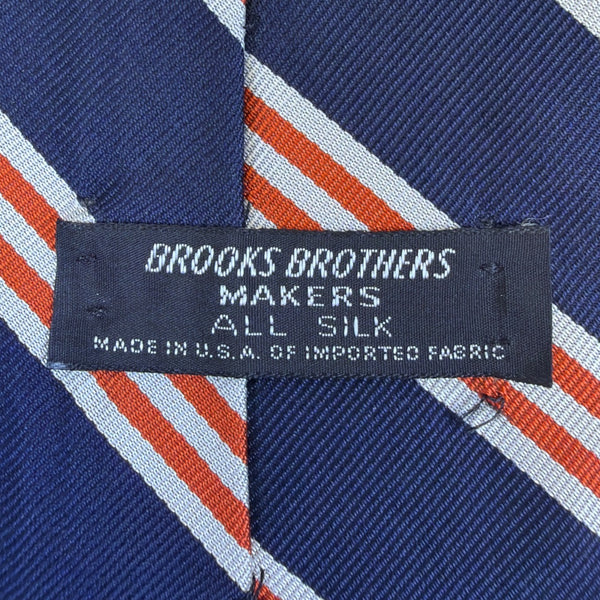 BROOKS BROTHERS
MAKERS
ALL SILK
MADE IN U.S.A. OF IMPORTED FABRIC